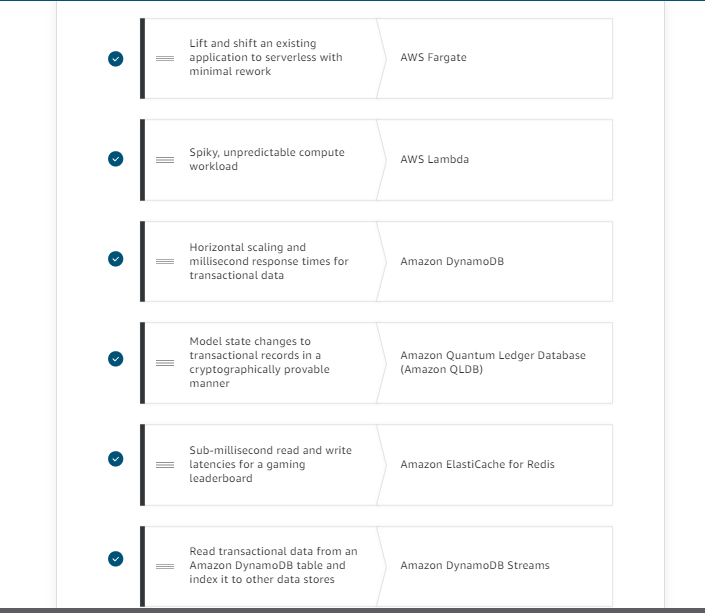 Lift and shift an existing
application to serverless with
minimal rework
AWS Fargate
Spiky, unpredictable compute
workload
AWS Lambda
Horizontal scaling and
millisecond response times for
transactional data
Amazon DynamoDB
Model state changes to
transactional records in a
cryptographically provable
manner
Amazon Quantum Ledger Database
(Amazon QLDB)
Sub-millisecond read and write
latencies for a gaming
leaderboard
Amazon ElastiCache for Redis
Read transactional data from an
Amazon DynamoDB table and
index it to other data stores
Amazon DynamoDB Streams